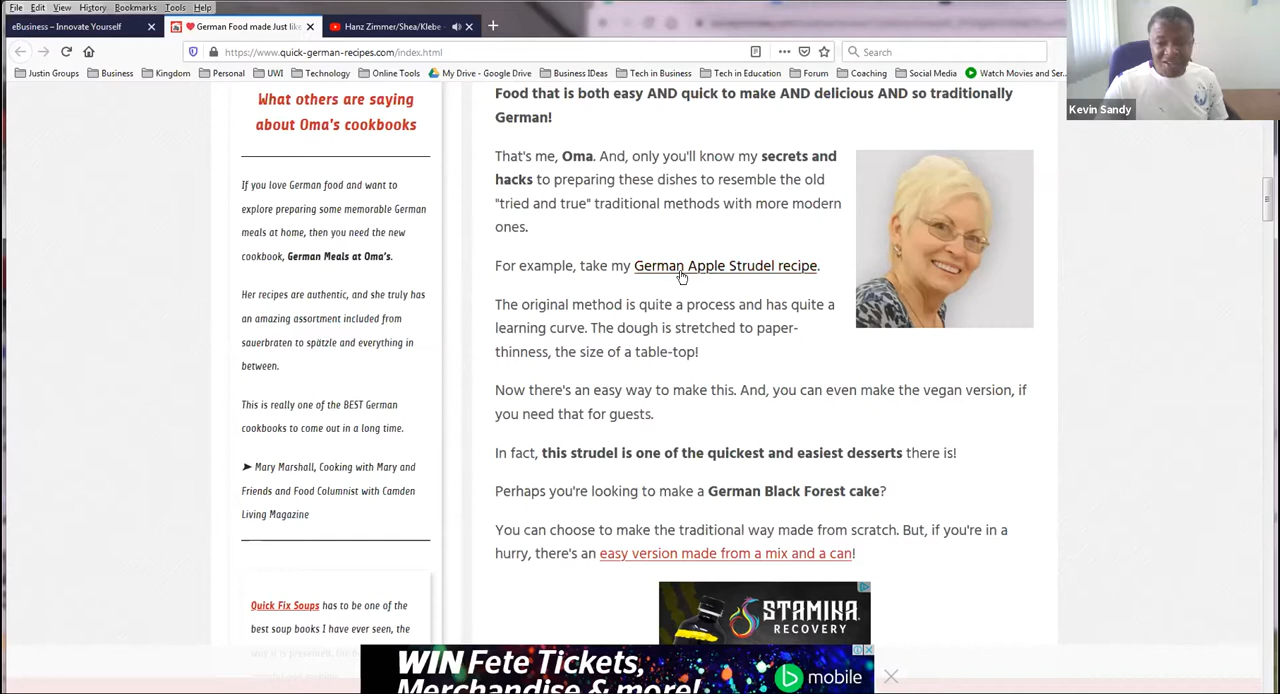 File Edit View History Bookmarks Tools Help
eBusiness – Innovate Yourself
German Food made Just lik
Hanz Zimmer/Shea/Klebe
https://www.quick-german-recipes.com/index.html
Search
Justin Groups Business Kingdom Personal UWI Technology Online Tools My Drive - Google Drive Business IDeas Tech in Business Tech in Education Forum Coaching Social Media Watch Movies and Ser...
Kevin Sandy
What others are saying
about Oma's cookbooks
If you love German food and want to
explore preparing some memorable German
meals at home, then you need the new
cookbook, German Meals at Oma's.
Her recipes are authentic, and she truly has
an amazing assortment included from
sauerbraten to spätzle and everything in
between.
This is really one of the BEST German
cookbooks to come out in a long time.
➤ Mary Marshall, Cooking with Mary and
Friends and Food Columnist with Camden
Living Magazine
Quick Fix Soups has to be one of the
best soup books I have ever seen, the
Food that is both easy AND quick to make AND delicious AND so traditionally
German!
That's me, Oma. And, only you'll know my secrets and
hacks to preparing these dishes to resemble the old
"tried and true" traditional methods with more modern
ones.
For example, take my German Apple Strudel recipe.
The original method is quite a process and has quite a
learning curve. The dough is stretched to paper-
thinness, the size of a table-top!
Now there's an easy way to make this. And, you can even make the vegan version, if
you need that for guests.
In fact, this strudel is one of the quickest and easiest desserts there is!
Perhaps you're looking to make a German Black Forest cake?
You can choose to make the traditional way made from scratch. But, if you're in a
hurry, there's an easy version made from a mix and a can!
STAMINA
RECOVERY
WIN Fete Tickets,
Merchandise & more!
b mobile